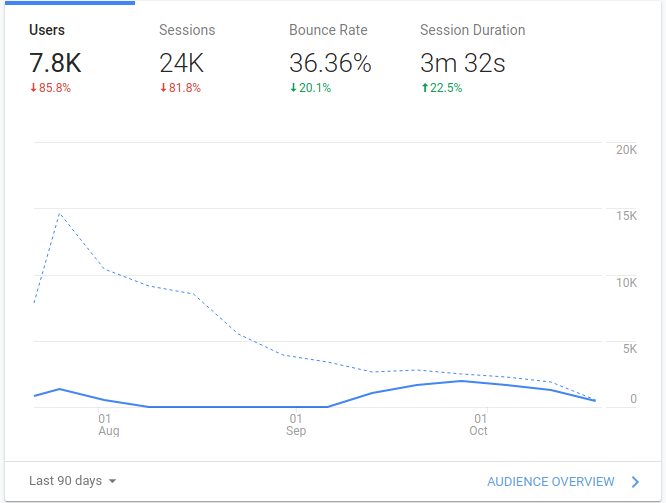 Users Sessions Bounce Rate Session Duration
7.8K 24K 36.36% 3m 32s
↓85.8% ↓81.8% ↓20.1% ↑22.5%
20K
15K
10K
5K
0
01 01 01
Aug Sep Oct
Last 90 days AUDIENCE OVERVIEW